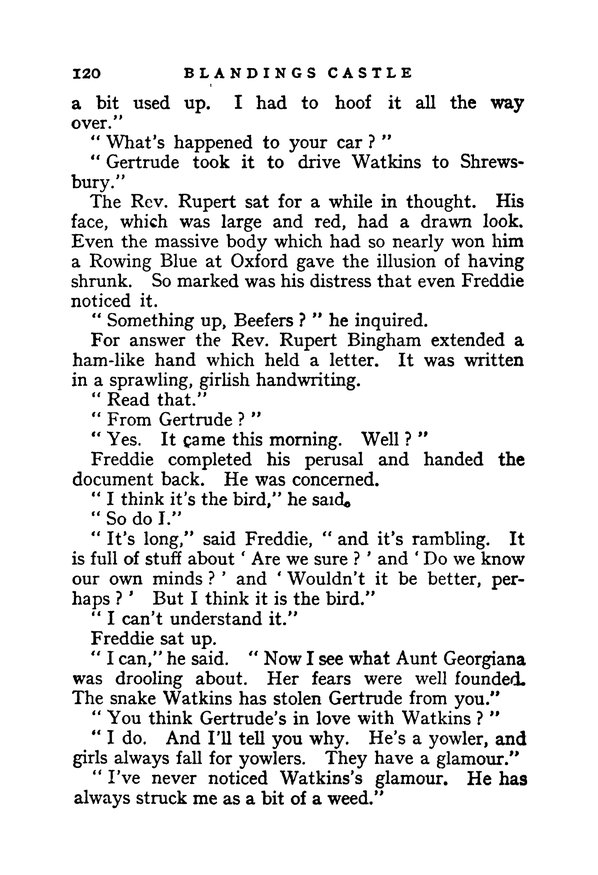 120 BLANDINGS CASTLE
a bit used up. I had to hoof it all the way
over."
" What's happened to your car ? "
" Gertrude took it to drive Watkins to Shrews-
bury."
The Rev. Rupert sat for a while in thought. His
face, which was large and red, had a drawn look.
Even the massive body which had so nearly won him
a Rowing Blue at Oxford gave the illusion of having
shrunk. So marked was his distress that even Freddie
noticed it.
" Something up, Beefers ? " he inquired.
For answer the Rev. Rupert Bingham extended a
ham-like hand which held a letter. It was written
in a sprawling, girlish handwriting.
" Read that."
" From Gertrude ? "
" Yes. It came this morning. Well ? "
Freddie completed his perusal and handed the
document back. He was concerned.
" I think it's the bird," he said.
" So do I."
" It's long," said Freddie, " and it's rambling. It
is full of stuff about ' Are we sure ? ' and ' Do we know
our own minds ? ' and ' Wouldn't it be better, per-
haps ? ' But I think it is the bird."
" I can't understand it."
Freddie sat up.
" I can," he said. " Now I see what Aunt Georgiana
was drooling about. Her fears were well founded.
The snake Watkins has stolen Gertrude from you."
" You think Gertrude's in love with Watkins ? "
" I do. And I'll tell you why. He's a yowler, and
girls always fall for yowlers. They have a glamour."
" I've never noticed Watkins's glamour. He has
always struck me as a bit of a weed."